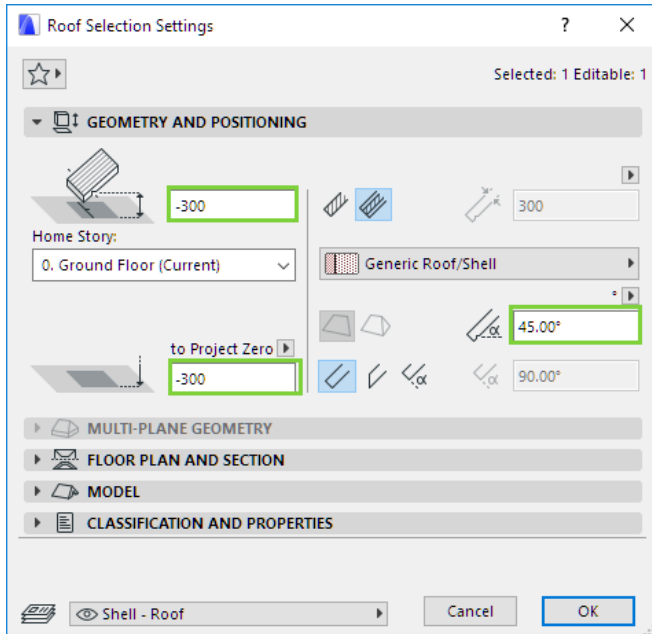 Roof Selection Settings
?
Selected: 1 Editable: 1
GEOMETRY AND POSITIONING
-300
300
Home Story:
0. Ground Floor (Current)
Generic Roof/Shell
°
α
45.00°
to Project Zero
-300
α
α
90.00°
MULTI-PLANE GEOMETRY
FLOOR PLAN AND SECTION
MODEL
CLASSIFICATION AND PROPERTIES
Shell - Roof
Cancel
OK